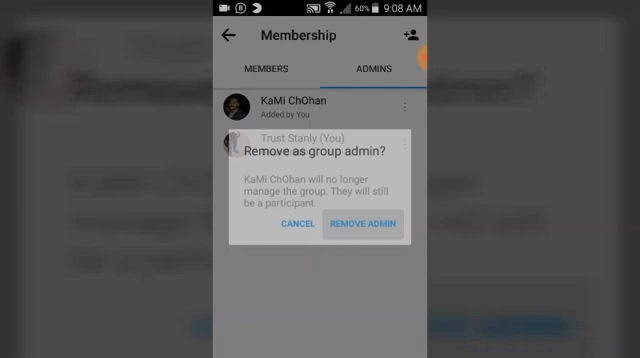 60% 9:08 AM
Membership
MEMBERS ADMINS
KaMi ChOhan
Added by You
Trust Stanly (You)
Remove as group admin?
KaMi ChOhan will no longer
manage the group. They will still
be a participant.
CANCEL REMOVE ADMIN